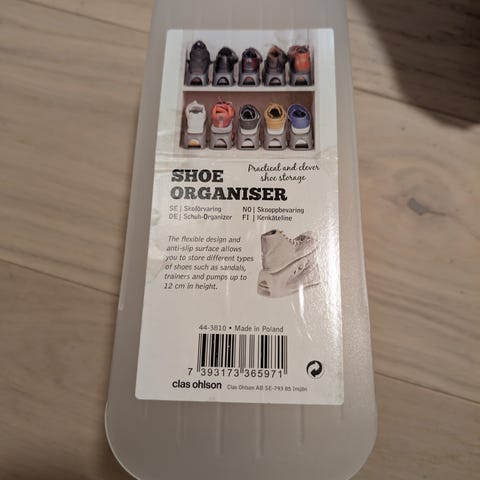 Practical and clever
shoe storage
SHOE
ORGANISER
SE | Skoförvaring
DE | Schuh-Organizer
NO | Skooppbevaring
FI | Kenkäteline
The flexible design and
anti-slip surface allows
you to store different types
of shoes such as sandals,
trainers and pumps up to
12 cm in height.
44-3810 • Made in Poland
7 393173 365971
clas ohlson
Clas Ohlson AB SE-793 85 Insjön